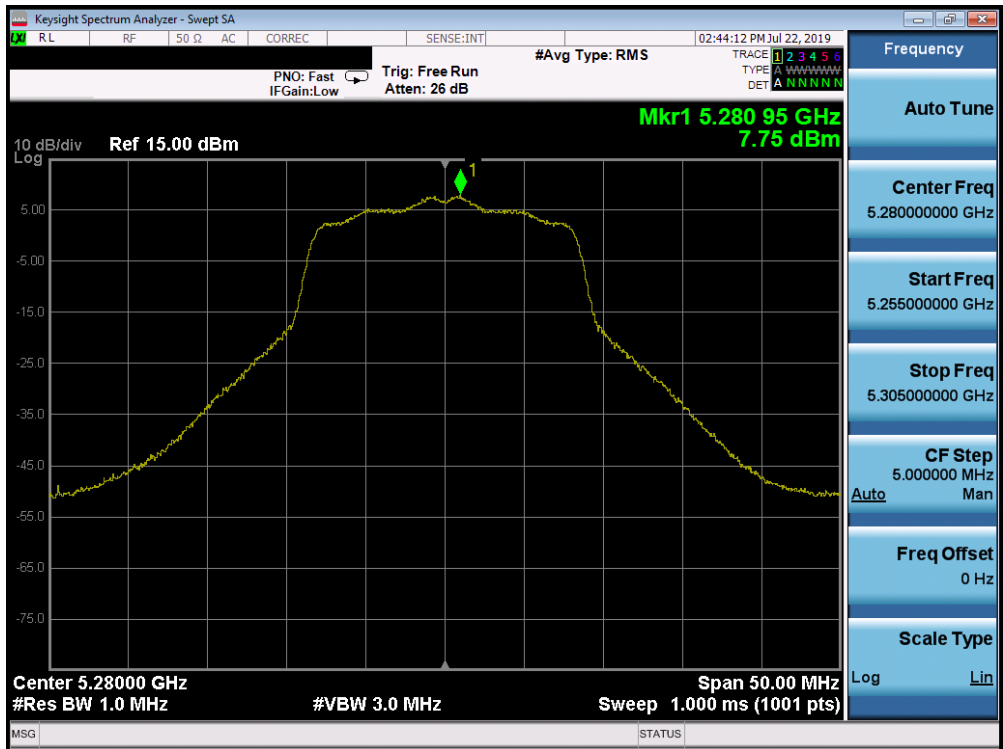 Keysight Spectrum Analyzer - Swept SA
LXI RL RF 50 Ω AC CORREC SENSE:INT 02:44:12 PM Jul 22, 2019
#Avg Type: RMS
TRACE 1 2 3 4 5 6
PNO: Fast Trig: Free Run
TYPE A WWWWW
IFGain:Low Atten: 26 dB
DET A N N N N N
Mkr1 5.280 95 GHz
7.75 dBm
10 dB/div Ref 15.00 dBm
Log
1
5.00
-5.00
-15.0
-25.0
-35.0
-45.0
-55.0
-65.0
-75.0
Center 5.28000 GHz Span 50.00 MHz
#Res BW 1.0 MHz #VBW 3.0 MHz Sweep 1.000 ms (1001 pts)
MSG STATUS
Frequency
Auto Tune
Center Freq
5.280000000 GHz
Start Freq
5.255000000 GHz
Stop Freq
5.305000000 GHz
CF Step
5.000000 MHz
Auto Man
Freq Offset
0 Hz
Scale Type
Log Lin